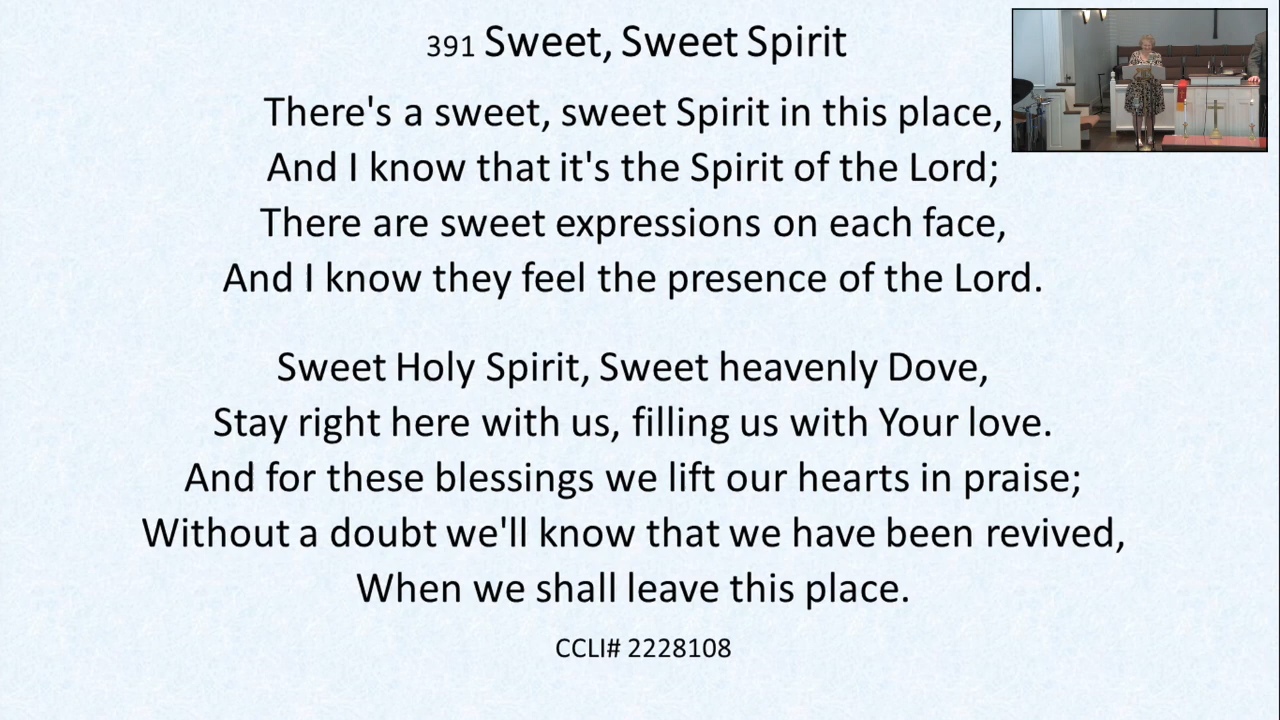 391 Sweet, Sweet Spirit
There's a sweet, sweet Spirit in this place,
And I know that it's the Spirit of the Lord;
There are sweet expressions on each face,
And I know they feel the presence of the Lord.
Sweet Holy Spirit, Sweet heavenly Dove,
Stay right here with us, filling us with Your love.
And for these blessings we lift our hearts in praise;
Without a doubt we'll know that we have been revived,
When we shall leave this place.
CCLI# 2228108